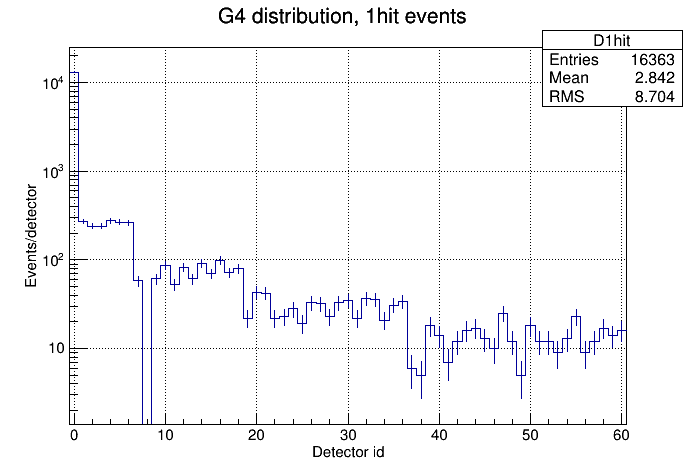 G4 distribution, 1hit events
D1hit
Entries 16363
Mean 2.842
RMS 8.704
Events/detector
10^4
10^3
10^2
10
0 10 20 30 40 50 60
Detector id